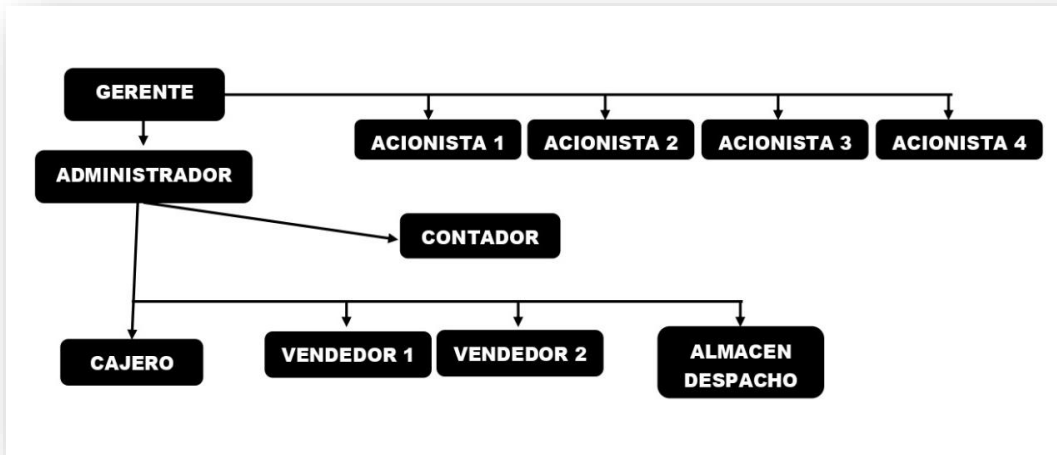 GERENTE
ACIONISTA 1
ACIONISTA 2
ACIONISTA 3
ACIONISTA 4
ADMINISTRADOR
CONTADOR
CAJERO
VENDEDOR 1
VENDEDOR 2
ALMACEN
DESPACHO